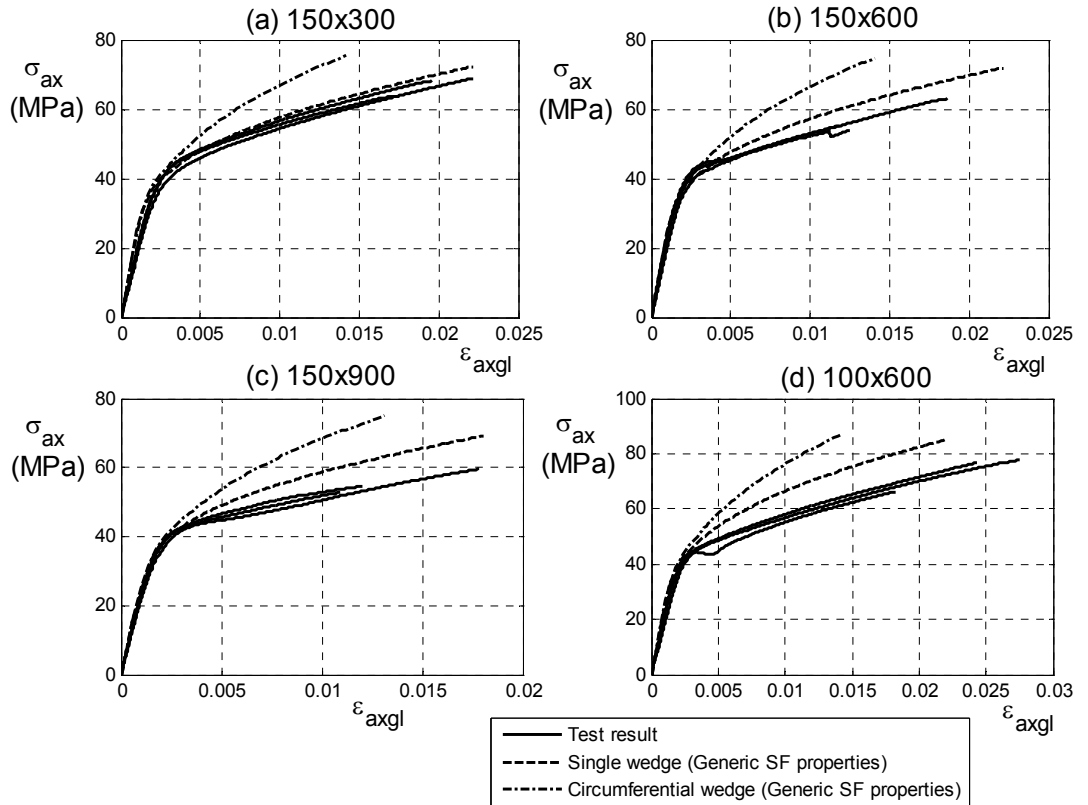 (a) 150x300
σax
(MPa)
80
60
40
20
0
0 0.005 0.01 0.015 0.02 0.025
εaxgl
(b) 150x600
σax
(MPa)
80
60
40
20
0
0 0.005 0.01 0.015 0.02 0.025
εaxgl
(c) 150x900
σax
(MPa)
80
60
40
20
0
0 0.005 0.01 0.015 0.02
εaxgl
(d) 100x600
σax
(MPa)
100
80
60
40
20
0
0 0.005 0.01 0.015 0.02 0.025 0.03
εaxgl
Test result
Single wedge (Generic SF properties)
Circumferential wedge (Generic SF properties)